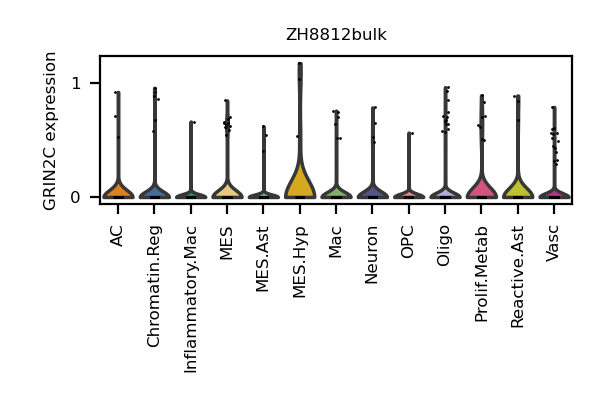 ZH8812bulk
GRIN2C expression
1
0
AC
Chromatin.Reg
Inflammatory.Mac
MES
MES.Ast
MES.Hyp
Mac
Neuron
OPC
Oligo
Prolif.Metab
Reactive.Ast
Vasc